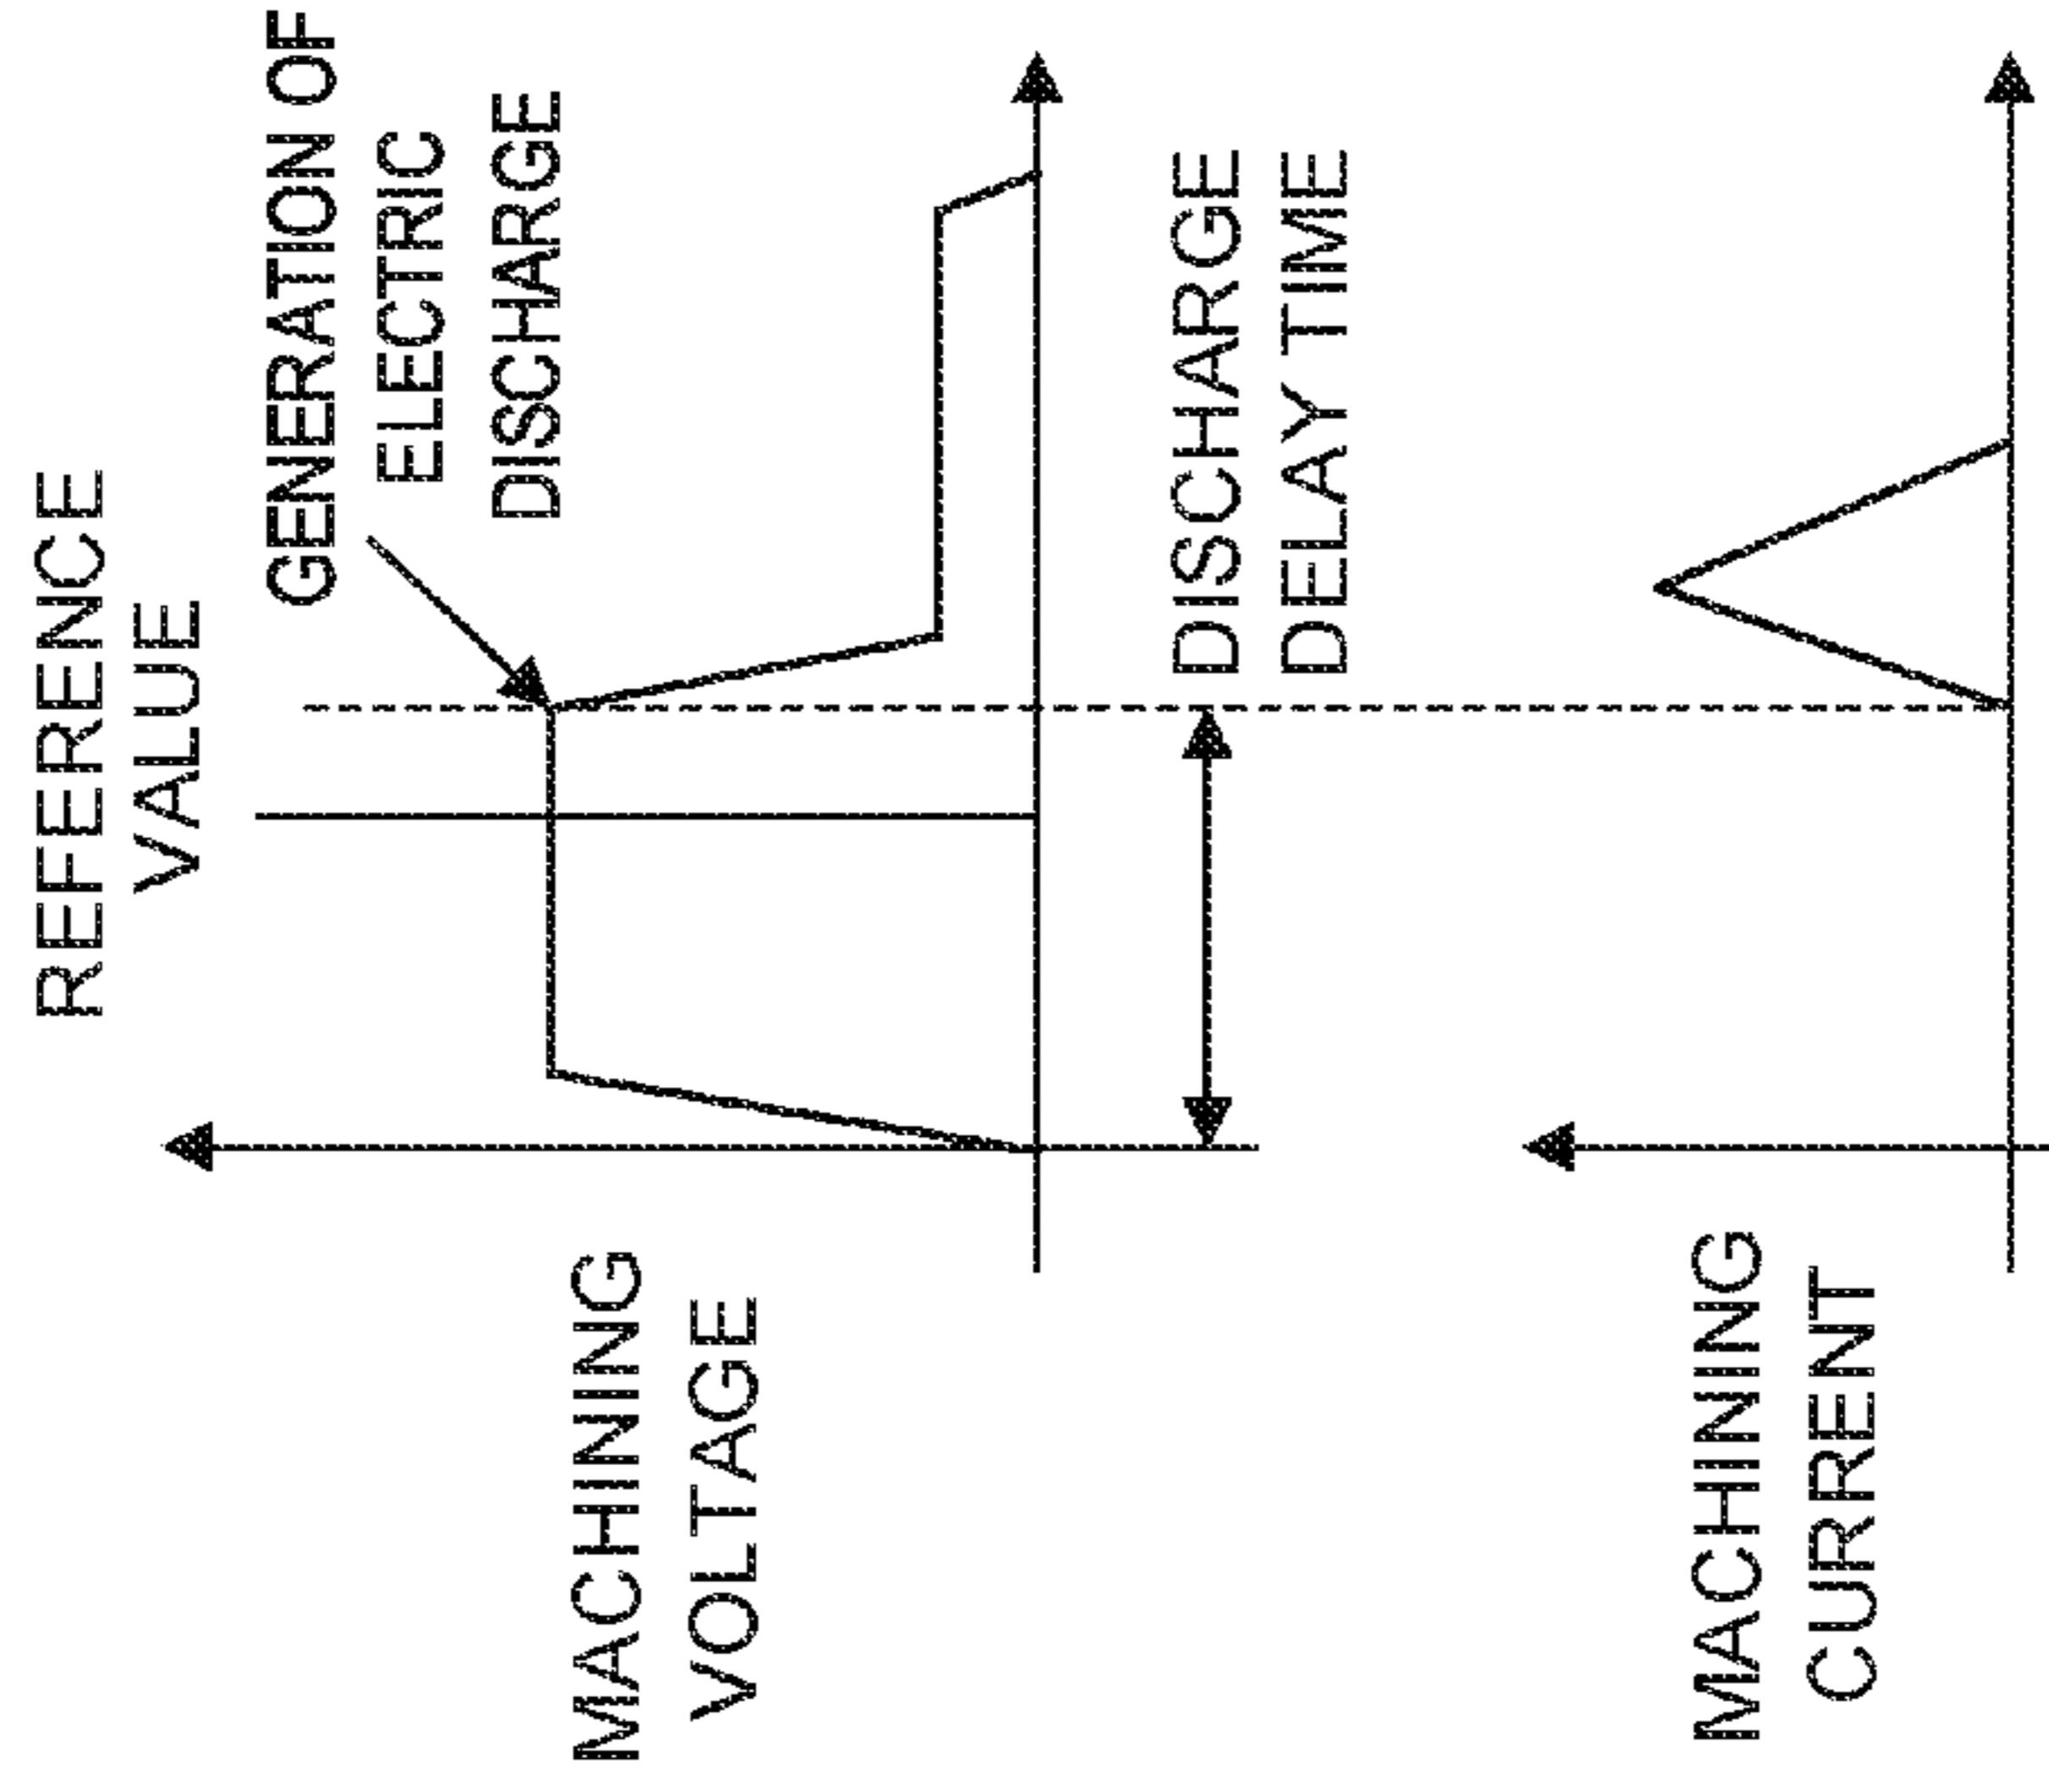 REFERENCE
VALUE
GENERATION OF
ELECTRIC
DISCHARGE
MACHINING
VOLTAGE
DISCHARGE
DELAY TIME
MACHINING
CURRENT